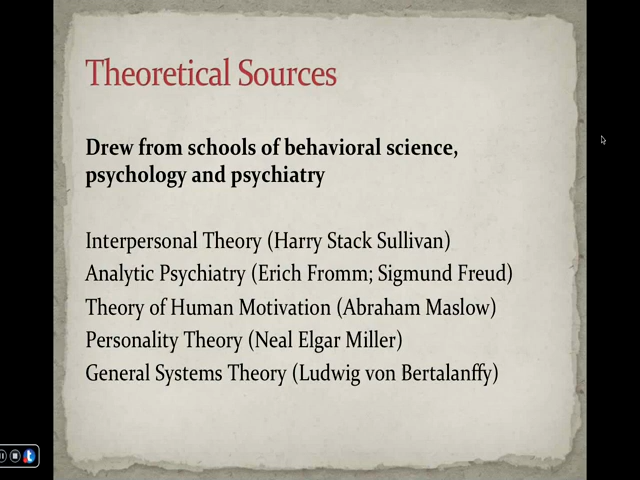 Theoretical Sources
Drew from schools of behavioral science,
psychology and psychiatry
Interpersonal Theory (Harry Stack Sullivan)
Analytic Psychiatry (Erich Fromm; Sigmund Freud)
Theory of Human Motivation (Abraham Maslow)
Personality Theory (Neal Elgar Miller)
General Systems Theory (Ludwig von Bertalanffy)